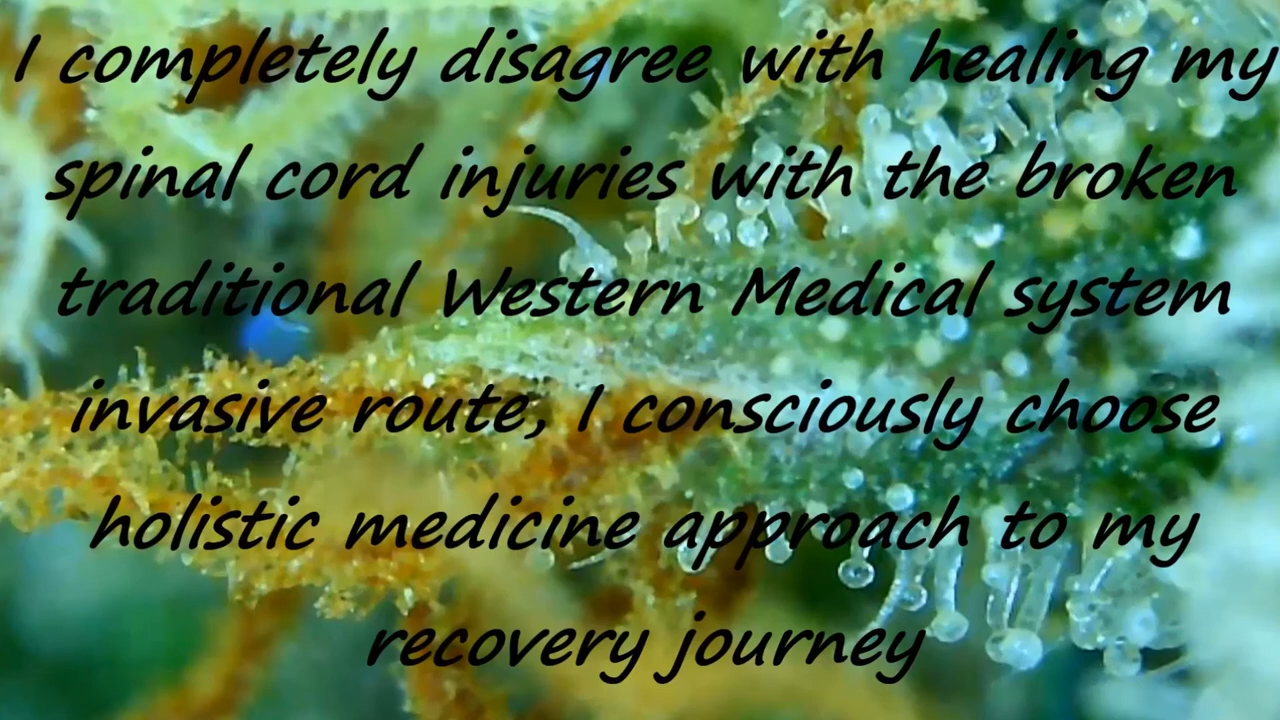 I completely disagree with healing my
spinal cord injuries with the broken
traditional Western Medical system
invasive route, I consciously choose
holistic medicine approach to my
recovery journey